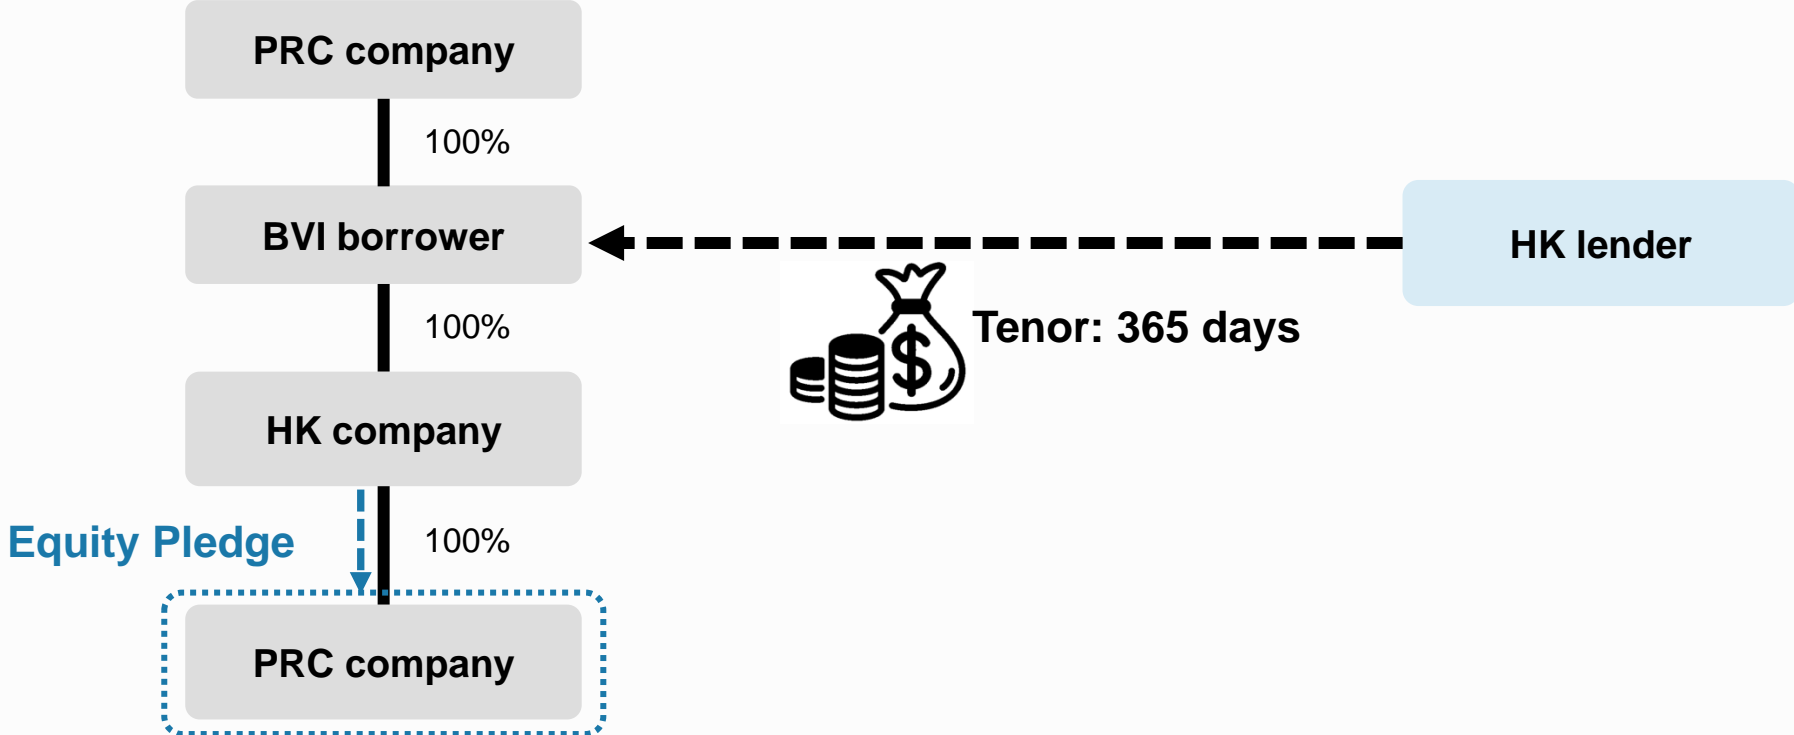 PRC company
100%
BVI borrower
HK lender
$
Tenor: 365 days
100%
HK company
Equity Pledge
100%
PRC company